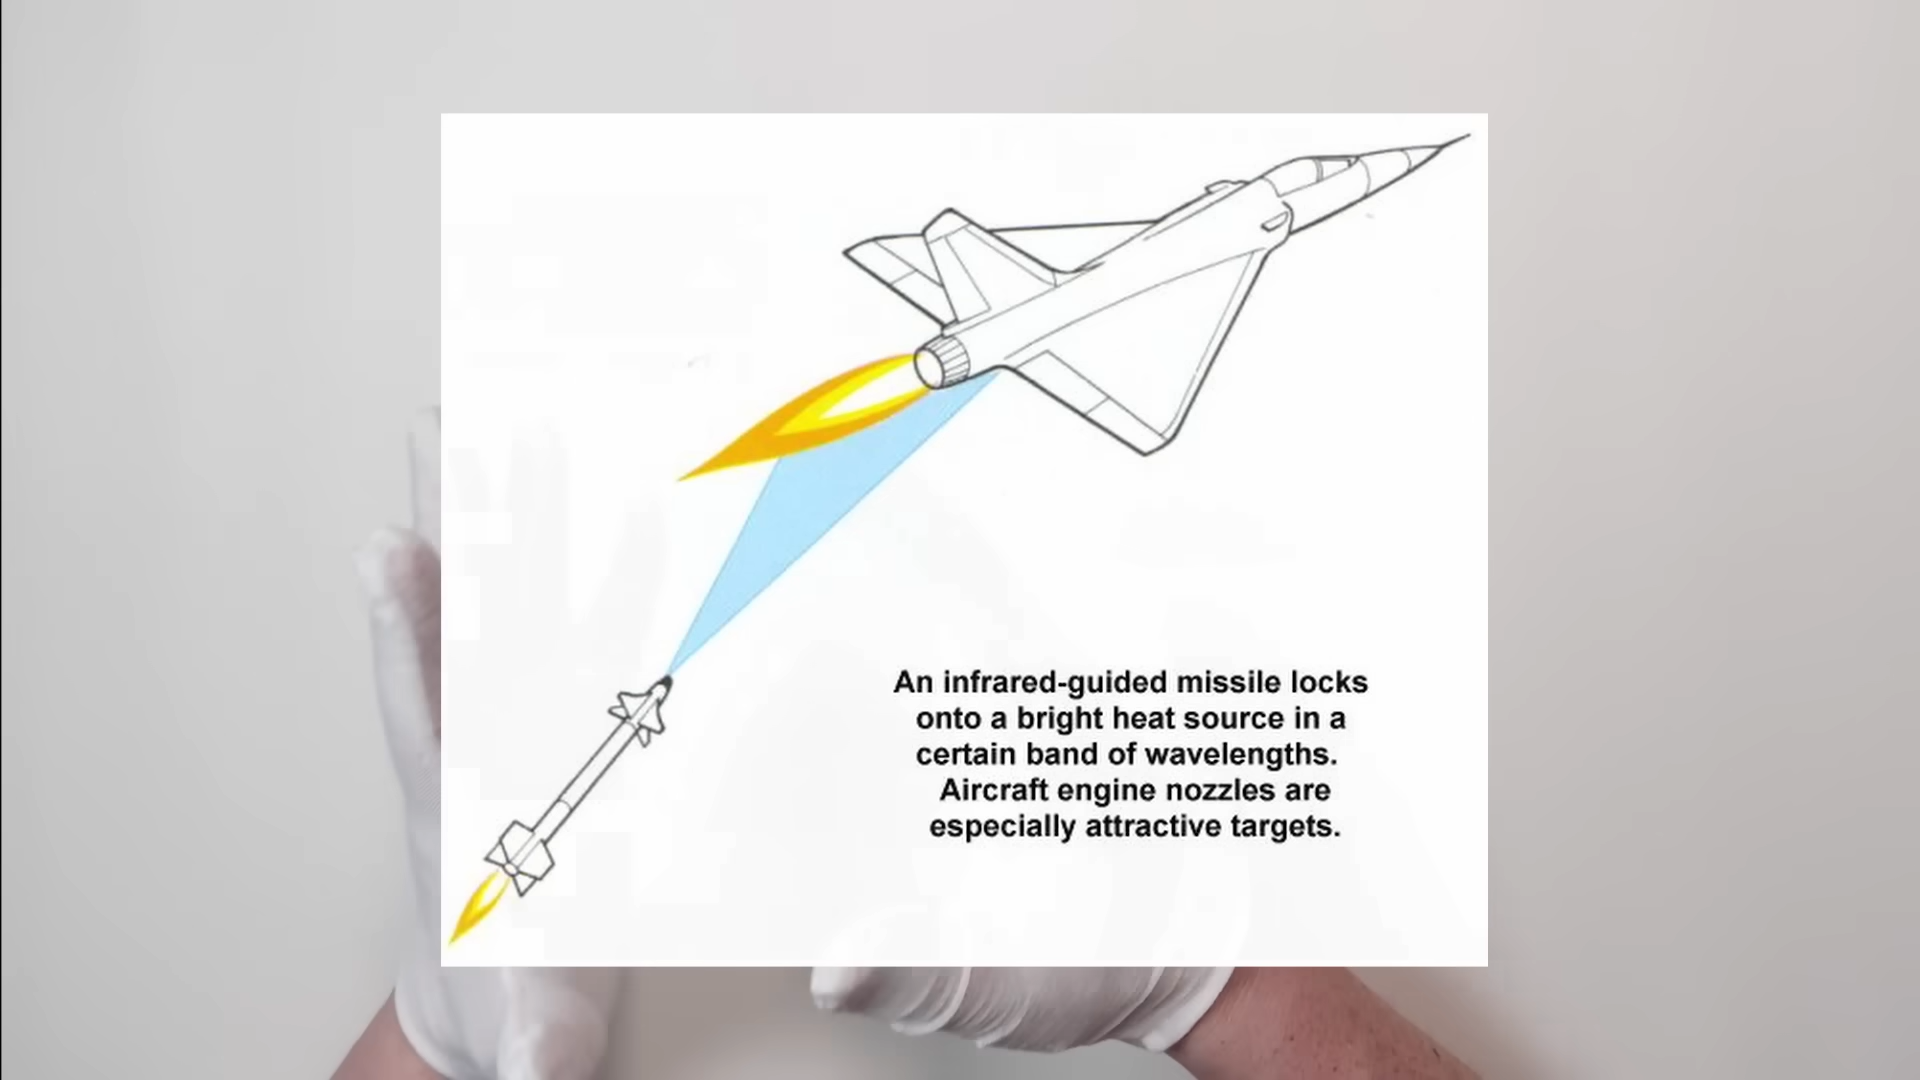 An infrared-guided missile locks
onto a bright heat source in a
certain band of wavelengths.
Aircraft engine nozzles are
especially attractive targets.